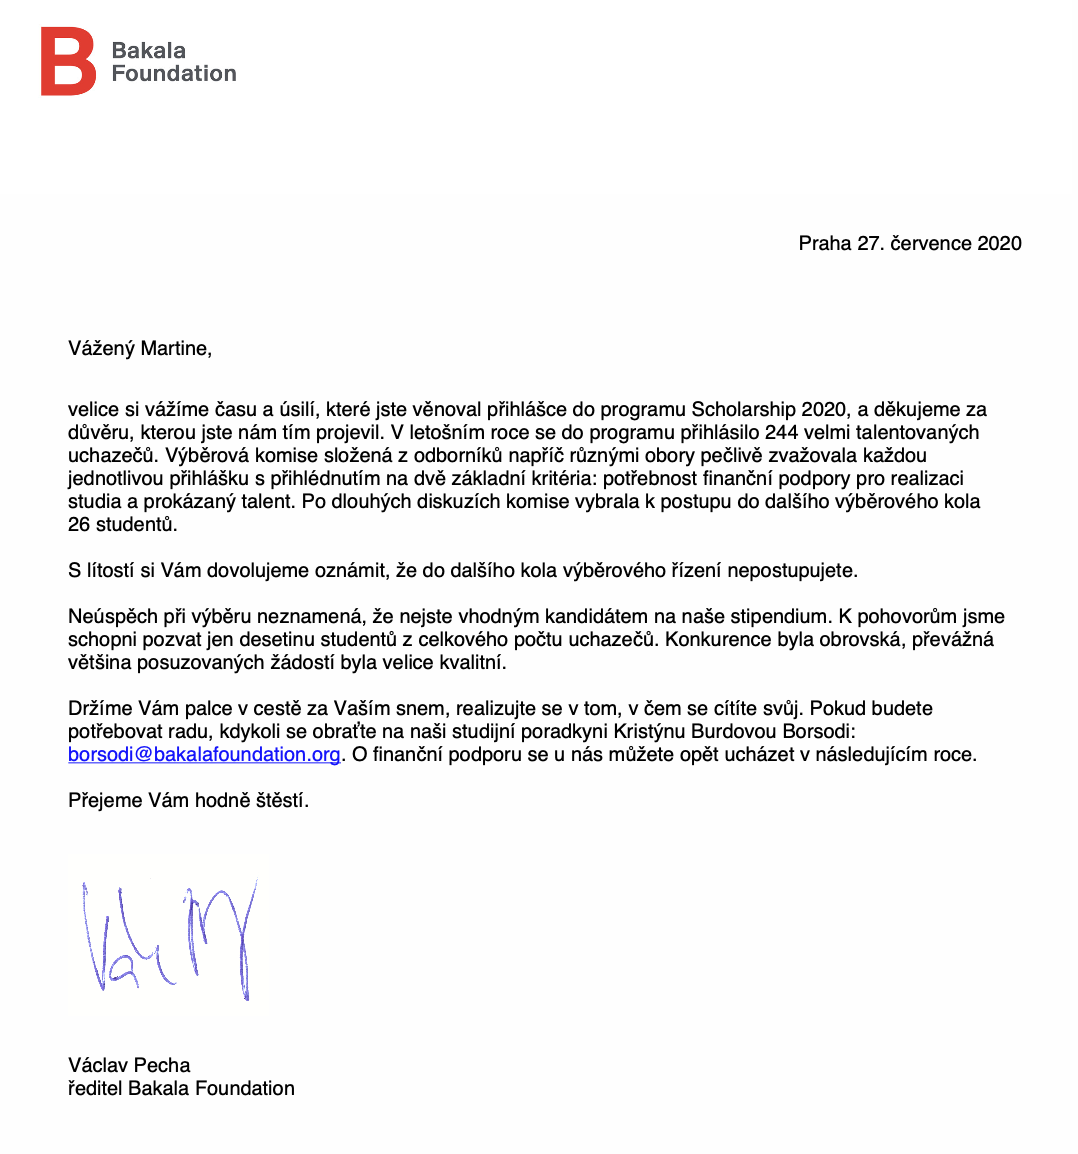 B Bakala
Foundation
Praha 27. července 2020
Vážený Martine,
velice si vážíme času a úsilí, které jste věnoval přihlášce do programu Scholarship 2020, a děkujeme za
důvěru, kterou jste nám tím projevil. V letošním roce se do programu přihlásilo 244 velmi talentovaných
uchazečů. Výběrová komise složená z odborníků napříč různými obory pečlivě zvažovala každou
jednotlivou přihlášku s přihlédnutím na dvě základní kritéria: potřebnost finanční podpory pro realizaci
studia a prokázaný talent. Po dlouhých diskuzích komise vybrala k postupu do dalšího výběrového kola
26 studentů.
S lítostí si Vám dovolujeme oznámit, že do dalšího kola výběrového řízení nepostupujete.
Neúspěch při výběru neznamená, že nejste vhodným kandidátem na naše stipendium. K pohovorům jsme
schopni pozvat jen desetinu studentů z celkového počtu uchazečů. Konkurence byla obrovská, převážná
většina posuzovaných žádostí byla velice kvalitní.
Držíme Vám palce v cestě za Vaším snem, realizujte se v tom, v čem se cítíte svůj. Pokud budete
potřebovat radu, kdykoli se obraťte na naši studijní poradkyni Kristýnu Burdovou Borsodi:
borsodi@bakalafoundation.org. O finanční podporu se u nás můžete opět ucházet v následujícím roce.
Přejeme Vám hodně štěstí.
Václav Pecha
ředitel Bakala Foundation